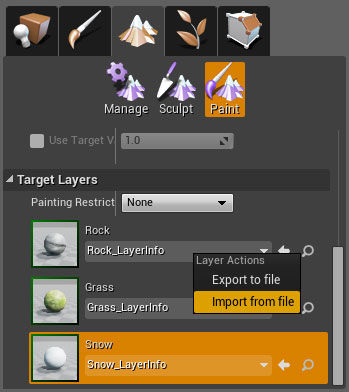 Manage Sculpt Paint
Use Target V 1.0
Target Layers
Painting Restrict None
Rock
Rock_LayerInfo
Layer Actions
Export to file
Import from file
Grass
Grass_LayerInfo
Snow
Snow_LayerInfo